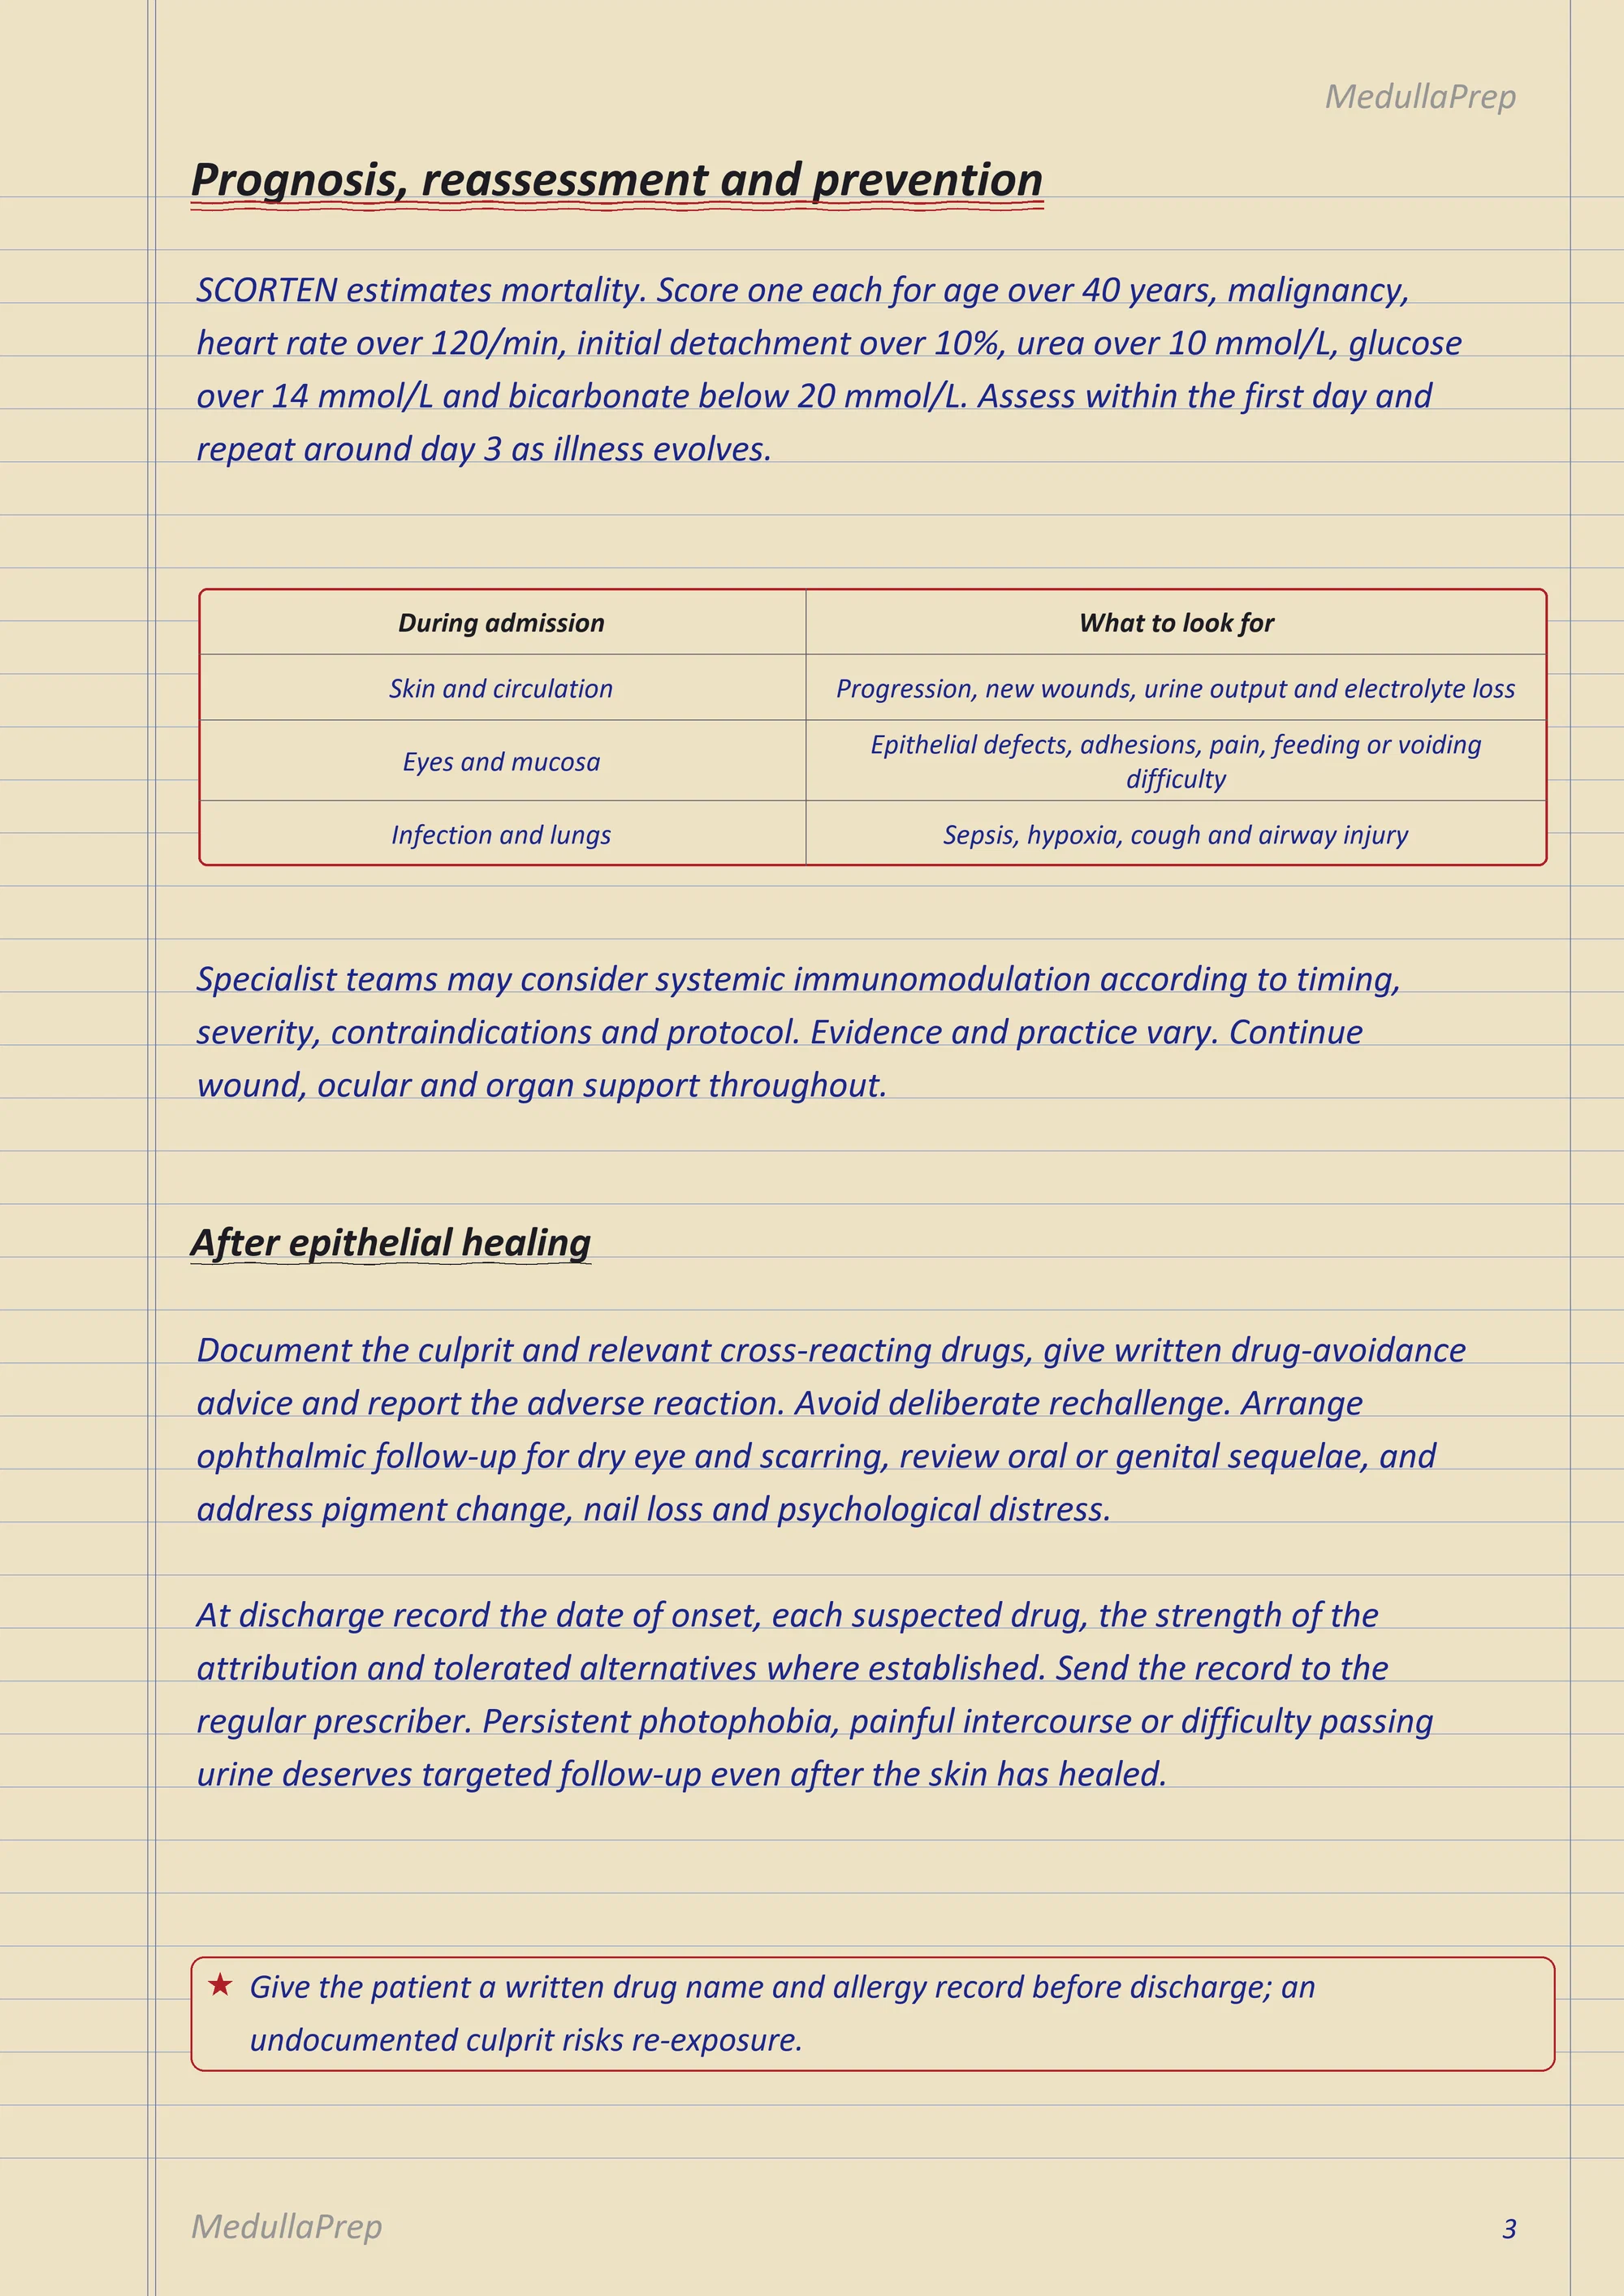 MedullaPrep
Prognosis, reassessment and prevention
SCORTEN estimates mortality. Score one each for age over 40 years, malignancy,
heart rate over 120/min, initial detachment over 10%, urea over 10 mmol/L, glucose
over 14 mmol/L and bicarbonate below 20 mmol/L. Assess within the first day and
repeat around day 3 as illness evolves.
During admission What to look for
Skin and circulation Progression, new wounds, urine output and electrolyte loss
Eyes and mucosa Epithelial defects, adhesions, pain, feeding or voiding
difficulty
Infection and lungs Sepsis, hypoxia, cough and airway injury
Specialist teams may consider systemic immunomodulation according to timing,
severity, contraindications and protocol. Evidence and practice vary. Continue
wound, ocular and organ support throughout.
After epithelial healing
Document the culprit and relevant cross-reacting drugs, give written drug-avoidance
advice and report the adverse reaction. Avoid deliberate rechallenge. Arrange
ophthalmic follow-up for dry eye and scarring, review oral or genital sequelae, and
address pigment change, nail loss and psychological distress.
At discharge record the date of onset, each suspected drug, the strength of the
attribution and tolerated alternatives where established. Send the record to the
regular prescriber. Persistent photophobia, painful intercourse or difficulty passing
urine deserves targeted follow-up even after the skin has healed.
★ Give the patient a written drug name and allergy record before discharge; an
undocumented culprit risks re-exposure.
MedullaPrep 3